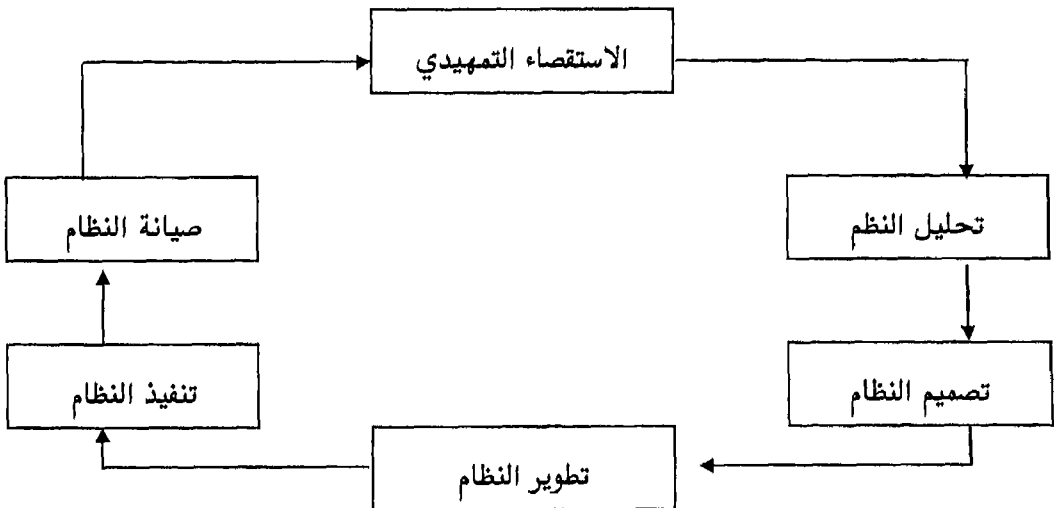 الاستقصاء التمهيدي
تحليل النظم
تصميم النظام
تطوير النظام
تنفيذ النظام
صيانة النظام